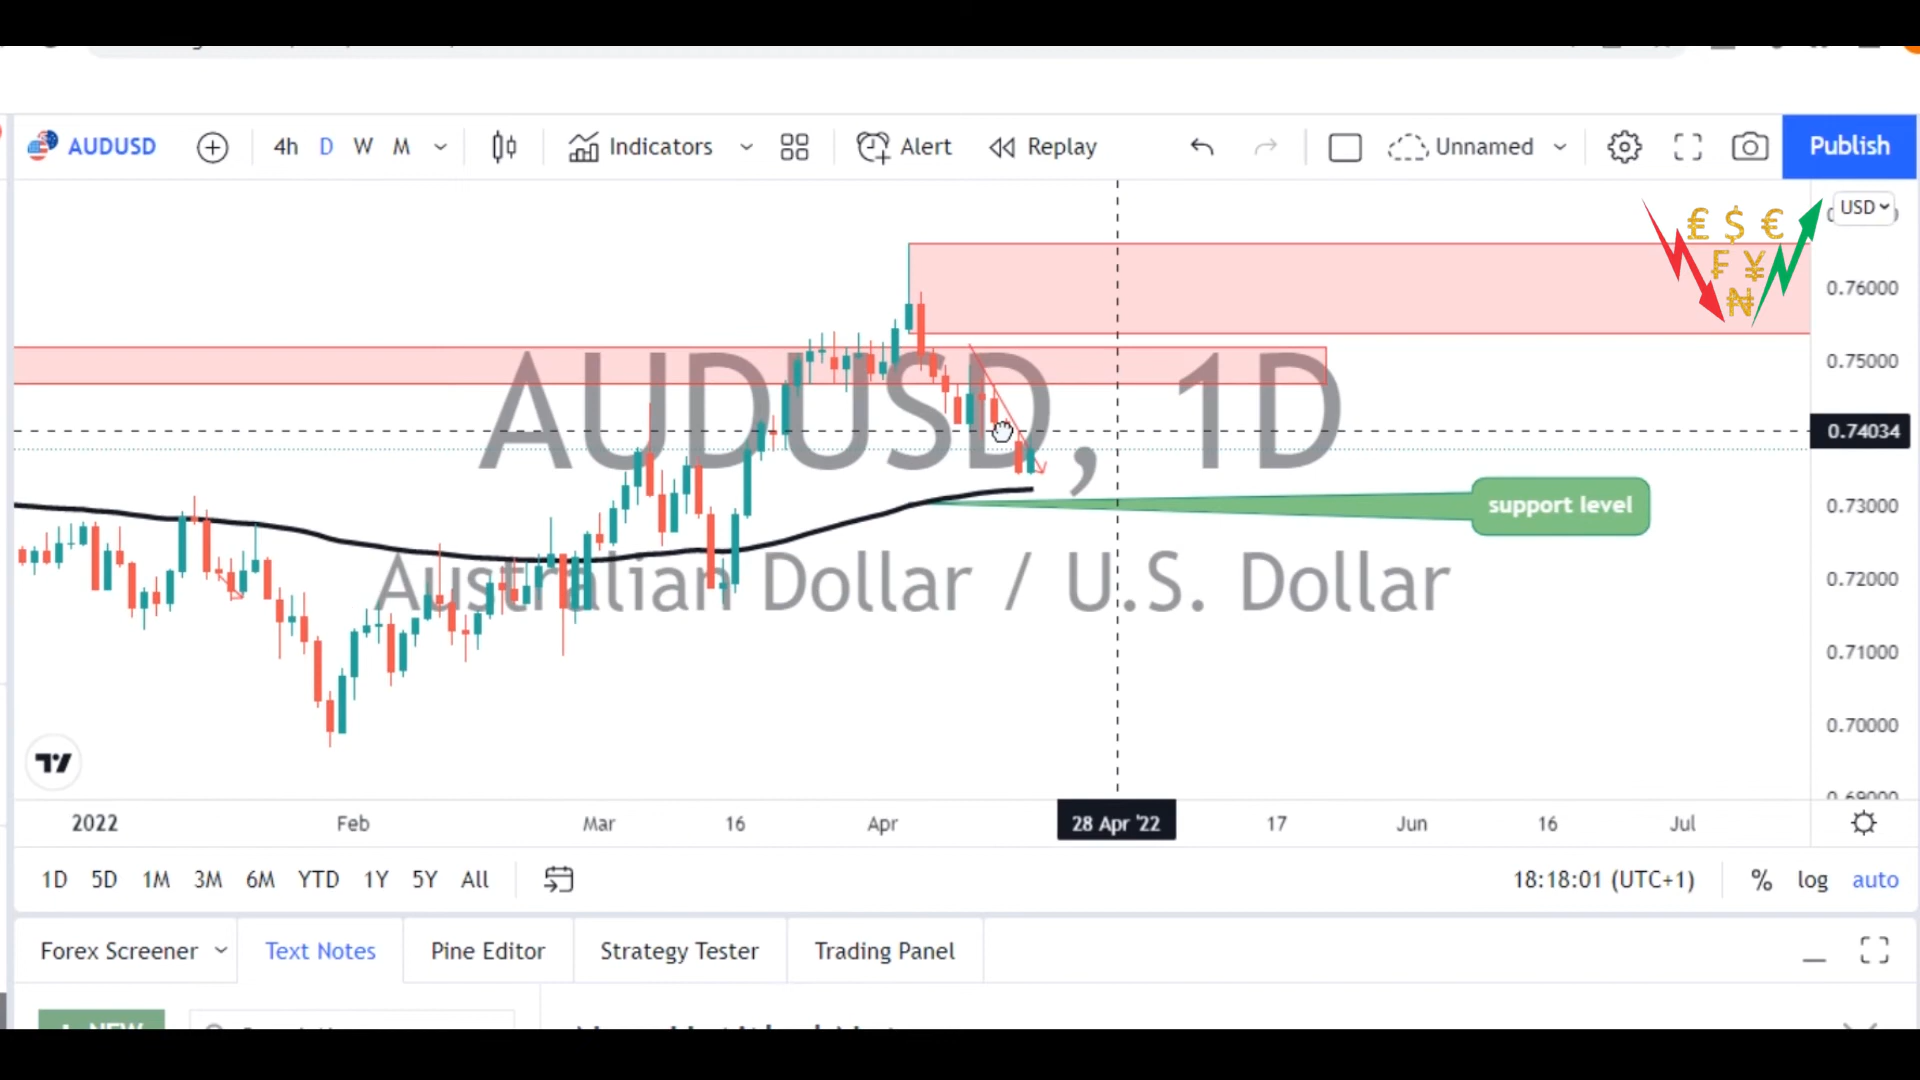 AUDUSD 4h D W M Indicators Alert Replay Unnamed Publish
£ $ € USD
₣ ¥
₦
0.76000
0.75000
AUDUSD, 1D
0.74034
support level
0.73000
Australian Dollar / U.S. Dollar
0.72000
0.71000
0.70000
0.69000
2022 Feb Mar 16 Apr 28 Apr '22 17 Jun 16 Jul
1D 5D 1M 3M 6M YTD 1Y 5Y All 18:18:01 (UTC+1) % log auto
Forex Screener Text Notes Pine Editor Strategy Tester Trading Panel
+ NEW